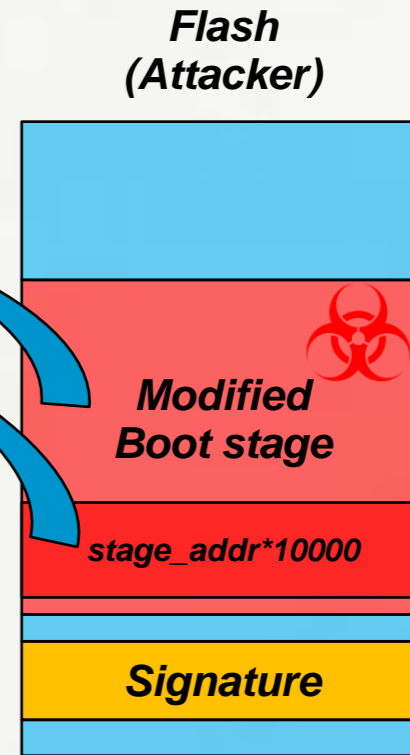 Flash
(Attacker)
Modified
Boot stage
stage_addr*10000
Signature